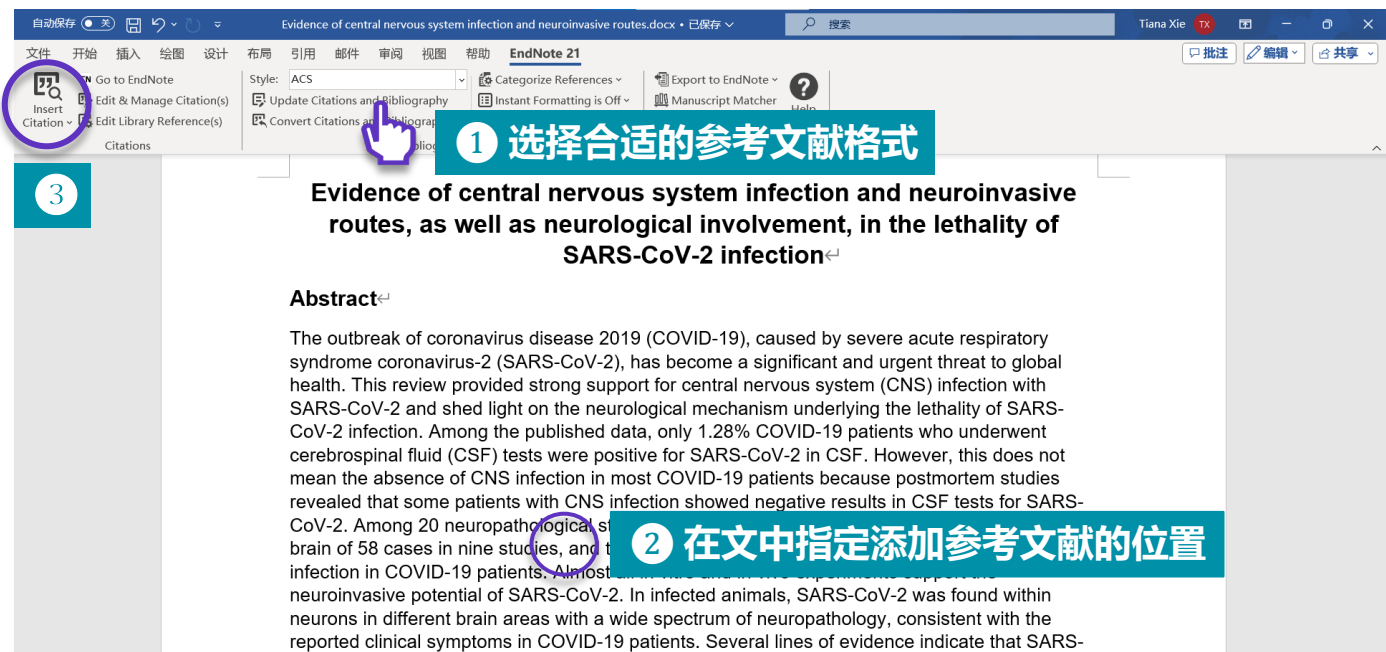 自动保存 关 Evidence of central nervous system infection and neuroinvasive routes.docx • 已保存 搜索 Tiana Xie TX
文件 开始 插入 绘图 设计 布局 引用 邮件 审阅 视图 帮助 EndNote 21 批注 编辑 共享
Go to EndNote Style: ACS Categorize References Export to EndNote
Insert Edit & Manage Citation(s) Update Citations and Bibliography Instant Formatting is Off Manuscript Matcher Help
Citation Edit Library Reference(s) Convert Citations and
Citations
1 选择合适的参考文献格式
3
Evidence of central nervous system infection and neuroinvasive
routes, as well as neurological involvement, in the lethality of
SARS-CoV-2 infection
Abstract
The outbreak of coronavirus disease 2019 (COVID-19), caused by severe acute respiratory
syndrome coronavirus-2 (SARS-CoV-2), has become a significant and urgent threat to global
health. This review provided strong support for central nervous system (CNS) infection with
SARS-CoV-2 and shed light on the neurological mechanism underlying the lethality of SARS-
CoV-2 infection. Among the published data, only 1.28% COVID-19 patients who underwent
cerebrospinal fluid (CSF) tests were positive for SARS-CoV-2 in CSF. However, this does not
mean the absence of CNS infection in most COVID-19 patients because postmortem studies
revealed that some patients with CNS infection showed negative results in CSF tests for SARS-
CoV-2. Among 20 neuropathological
2 在文中指定添加参考文献的位置
brain of 58 cases in nine studies, and
infection in COVID-19 patients. Almost
neuroinvasive potential of SARS-CoV-2. In infected animals, SARS-CoV-2 was found within
neurons in different brain areas with a wide spectrum of neuropathology, consistent with the
reported clinical symptoms in COVID-19 patients. Several lines of evidence indicate that SARS-